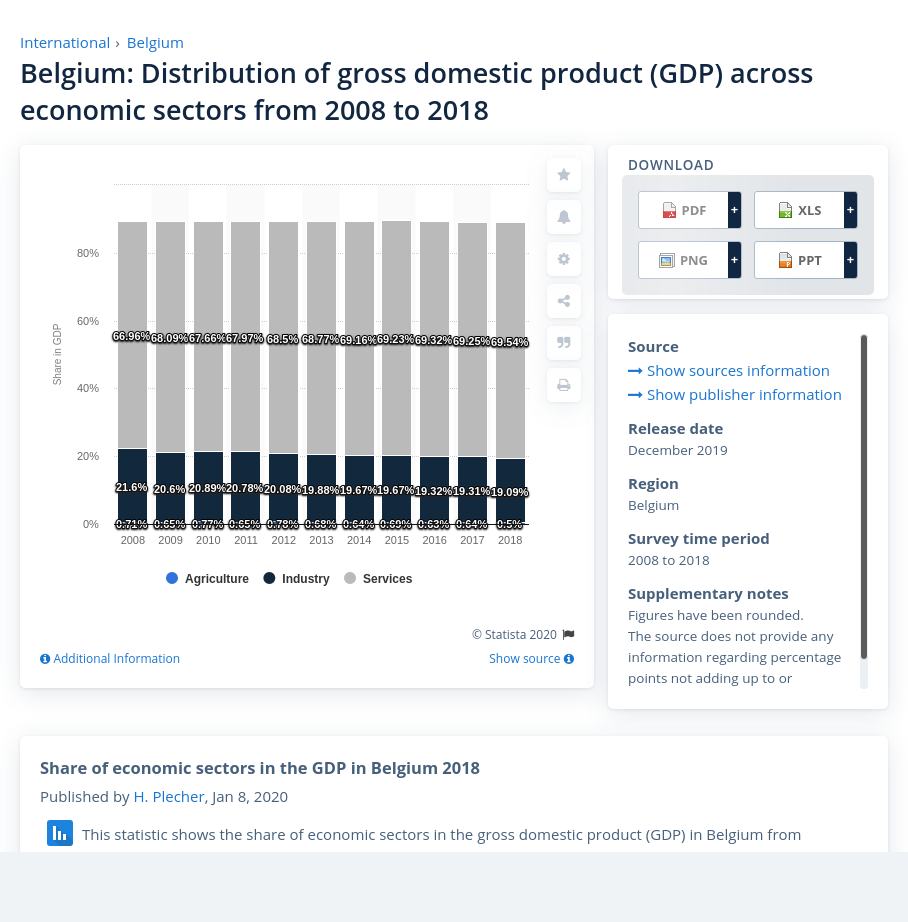 International › Belgium
Belgium: Distribution of gross domestic product (GDP) across
economic sectors from 2008 to 2018
Share in GDP
80%
60%
40%
20%
0%
66.96% 68.09% 67.66% 67.97% 68.5% 68.77% 69.16% 69.23% 69.32% 69.25% 69.54%
21.6% 20.6% 20.89% 20.78% 20.08% 19.88% 19.67% 19.67% 19.32% 19.31% 19.09%
0.71% 0.65% 0.77% 0.65% 0.78% 0.68% 0.64% 0.69% 0.63% 0.64% 0.5%
2008 2009 2010 2011 2012 2013 2014 2015 2016 2017 2018
Agriculture Industry Services
© Statista 2020
Additional Information
Show source
DOWNLOAD
PDF + XLS +
PNG + PPT +
Source
Show sources information
Show publisher information
Release date
December 2019
Region
Belgium
Survey time period
2008 to 2018
Supplementary notes
Figures have been rounded.
The source does not provide any
information regarding percentage
points not adding up to or
Share of economic sectors in the GDP in Belgium 2018
Published by H. Plecher, Jan 8, 2020
This statistic shows the share of economic sectors in the gross domestic product (GDP) in Belgium from